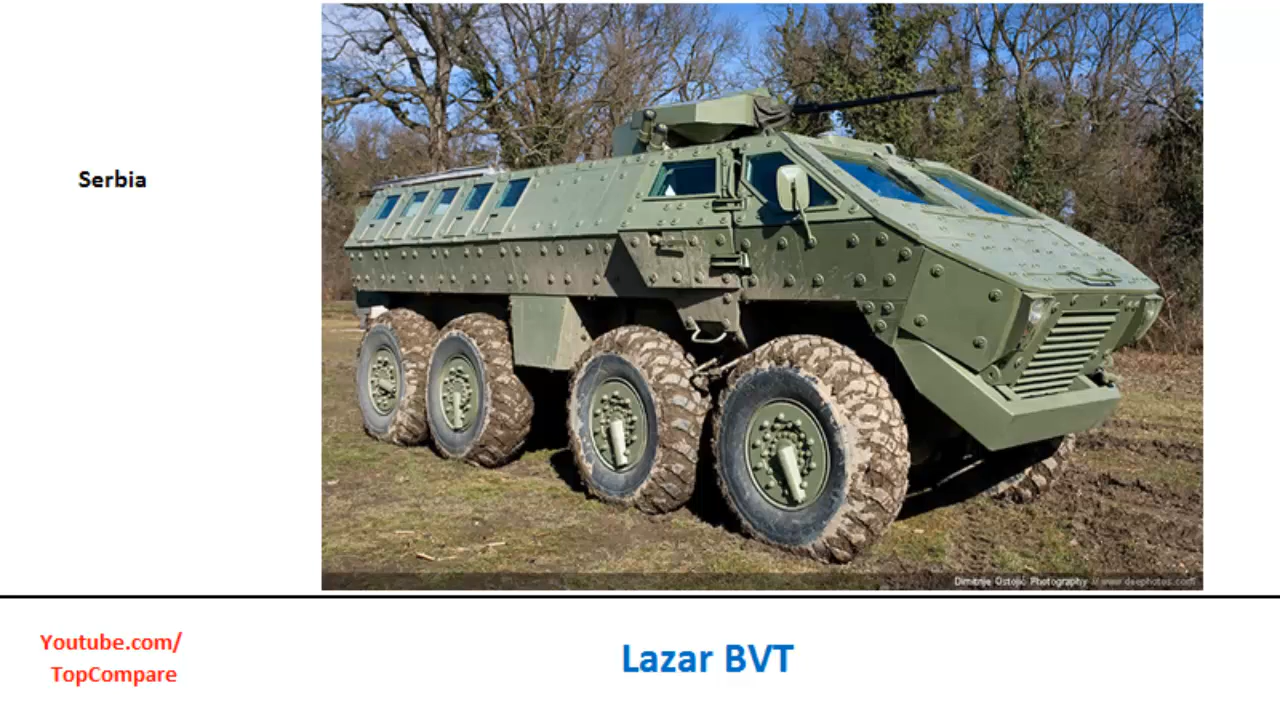 Serbia
Dimitrije Ostojić Photography // www.deephotos.com
Youtube.com/
TopCompare
Lazar BVT